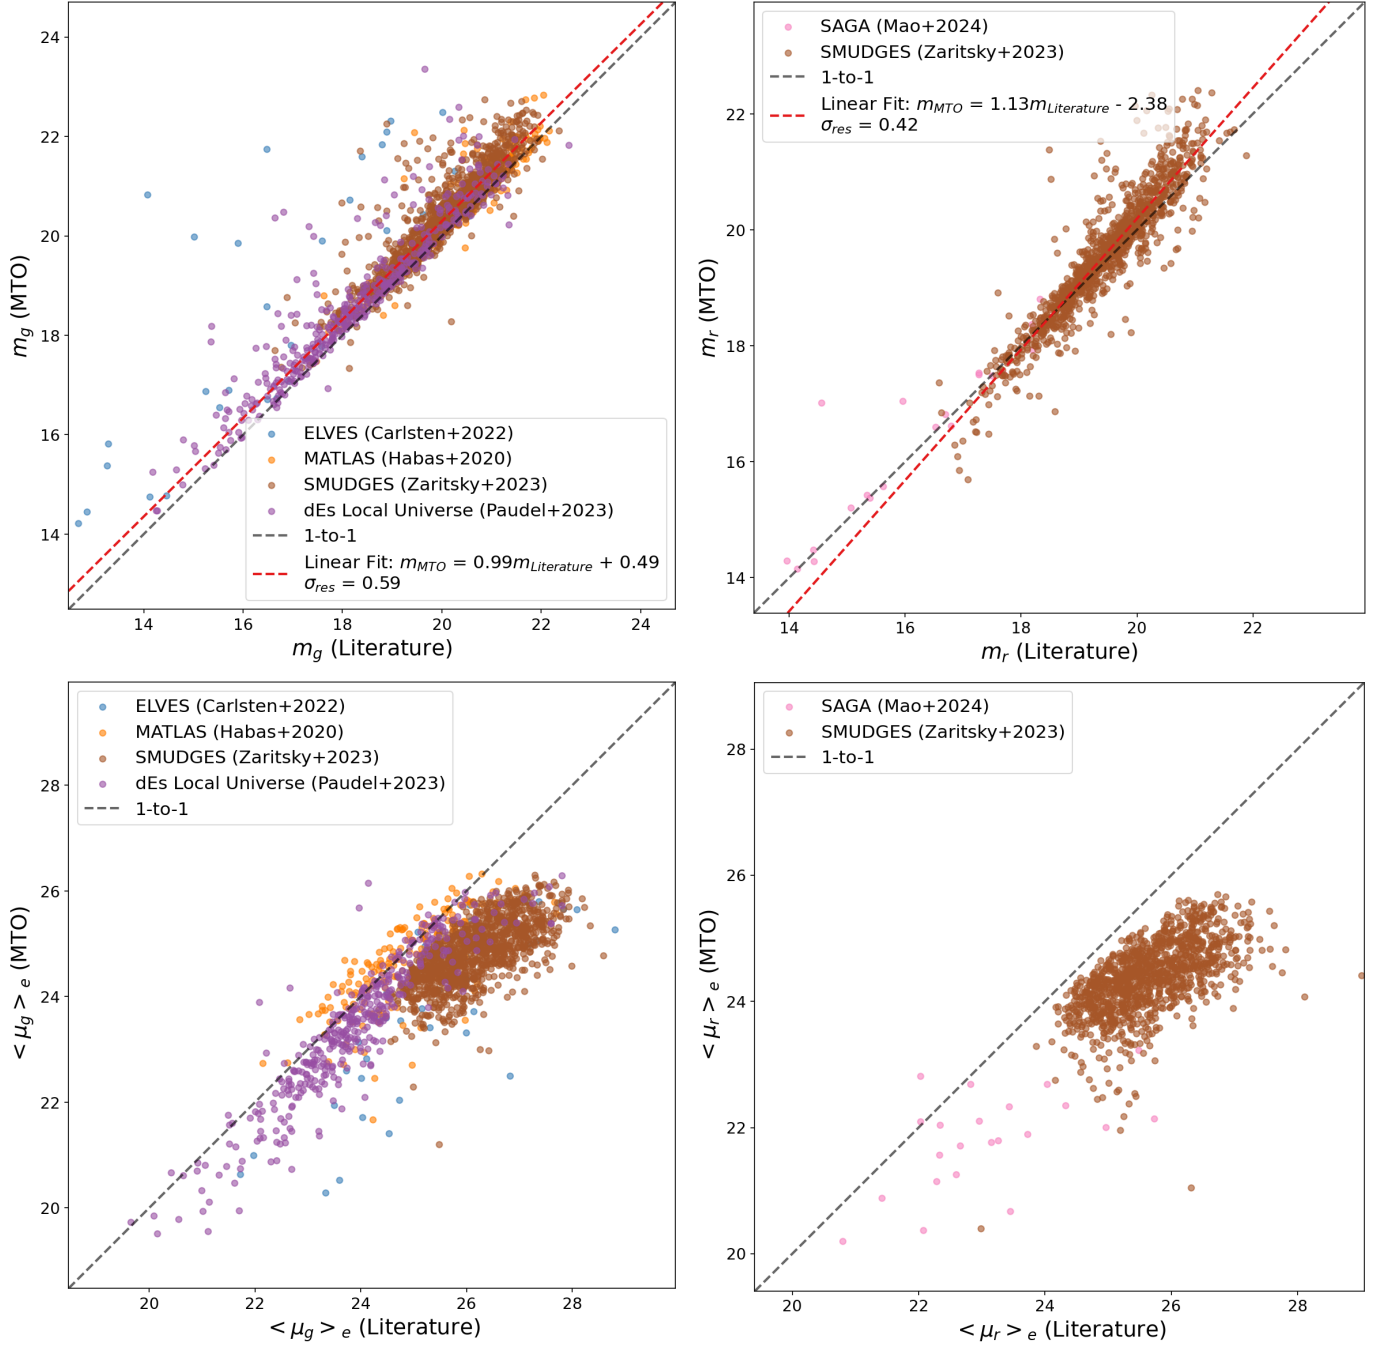 24
22
20
18
16
14
m_g (MTO)
ELVES (Carlsten+2022)
MATLAS (Habas+2020)
SMUDGES (Zaritsky+2023)
dEs Local Universe (Paudel+2023)
1-to-1
Linear Fit: m_MTO = 0.99m_Literature + 0.49
σ_res = 0.59
14 16 18 20 22 24
m_g (Literature)
SAGA (Mao+2024)
SMUDGES (Zaritsky+2023)
1-to-1
Linear Fit: m_MTO = 1.13m_Literature - 2.38
σ_res = 0.42
22
20
18
16
14
m_r (MTO)
14 16 18 20 22
m_r (Literature)
ELVES (Carlsten+2022)
MATLAS (Habas+2020)
SMUDGES (Zaritsky+2023)
dEs Local Universe (Paudel+2023)
1-to-1
28
26
24
22
20
< μ_g >_e (MTO)
20 22 24 26 28
< μ_g >_e (Literature)
SAGA (Mao+2024)
SMUDGES (Zaritsky+2023)
1-to-1
28
26
24
22
20
< μ_r >_e (MTO)
20 22 24 26 28
< μ_r >_e (Literature)